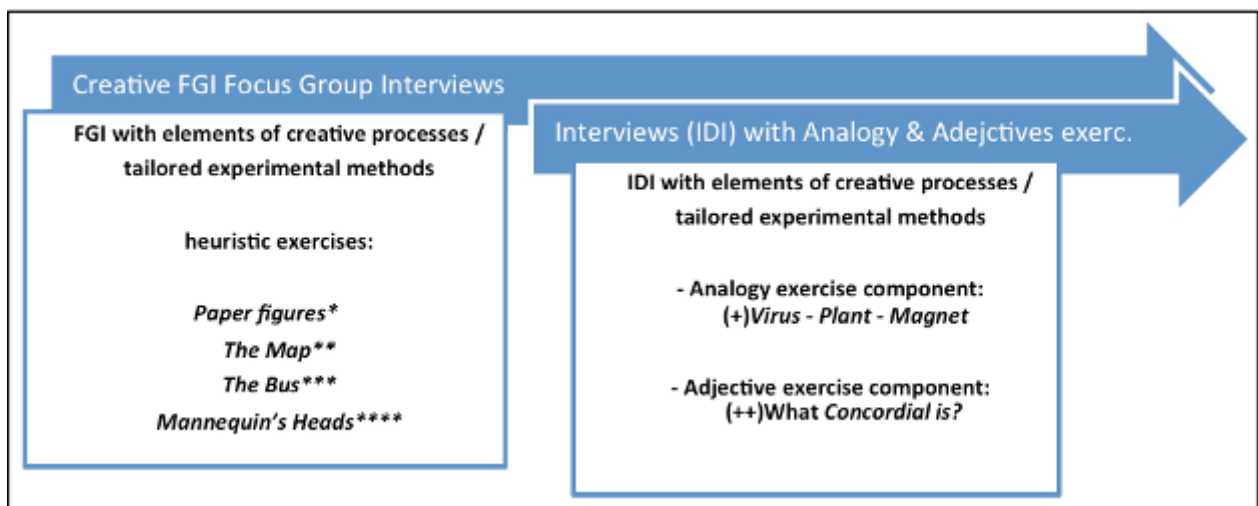 Creative FGI Focus Group Interviews
FGI with elements of creative processes /
tailored experimental methods
heuristic exercises:
Paper figures*
The Map**
The Bus***
Mannequin's Heads****
Interviews (IDI) with Analogy & Adejctives exerc.
IDI with elements of creative processes /
tailored experimental methods
- Analogy exercise component:
(+)Virus - Plant - Magnet
- Adjective exercise component:
(++)What Concordial is?